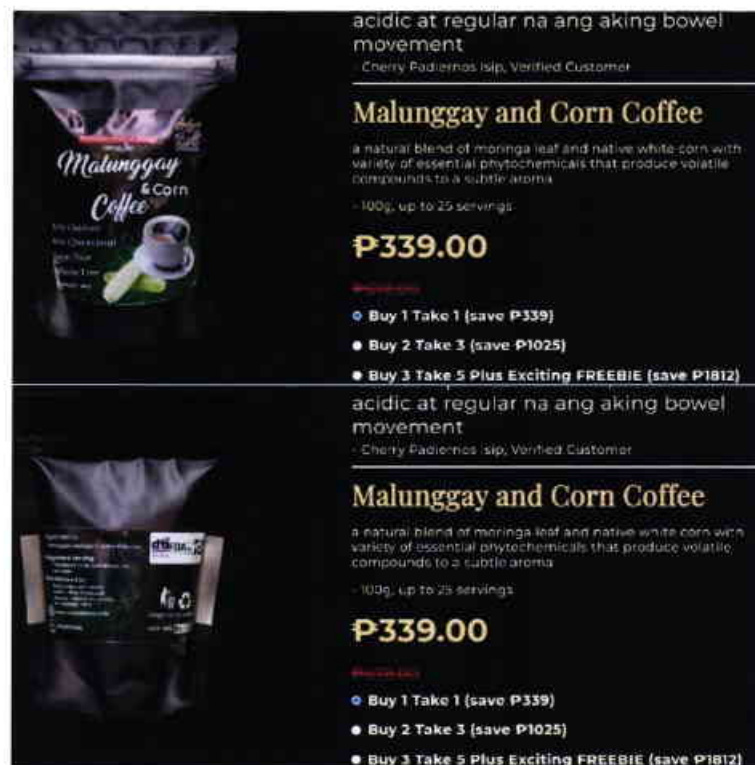 acidic at regular na ang aking bowel
movement
- Cherry Padiernos Isip, Verified Customer
Malunggay and Corn Coffee
a natural blend of moringa leaf and native white corn with
variety of essential phytochemicals that produce volatile
compounds to a subtle aroma
- 100g, up to 25 servings
₱339.00
Buy 1 Take 1 (save ₱339)
Buy 2 Take 3 (save ₱1025)
Buy 3 Take 5 Plus Exciting FREEBIE (save ₱1812)
Malunggay
& Corn
Coffee
acidic at regular na ang aking bowel
movement
- Cherry Padiernos Isip, Verified Customer
Malunggay and Corn Coffee
a natural blend of moringa leaf and native white corn with
variety of essential phytochemicals that produce volatile
compounds to a subtle aroma
- 100g, up to 25 servings
₱339.00
Buy 1 Take 1 (save ₱339)
Buy 2 Take 3 (save ₱1025)
Buy 3 Take 5 Plus Exciting FREEBIE (save ₱1812)